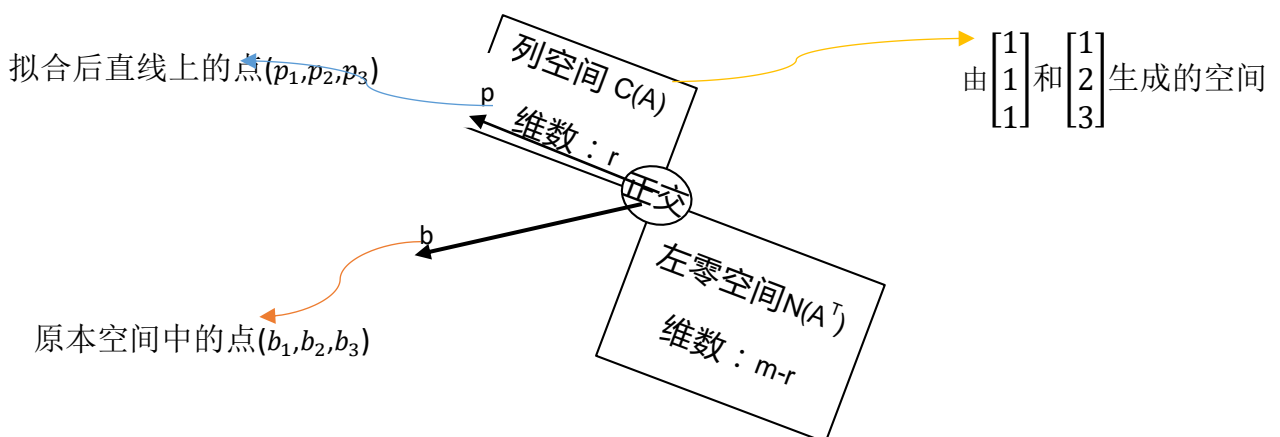 拟合后直线上的点(p₁,p₂,p₃)
p
列空间 C(A)
维数：r
由[1 1 1]和[1 2 3]生成的空间
正交
b
原本空间中的点(b₁,b₂,b₃)
左零空间N(Aᵀ)
维数：m-r